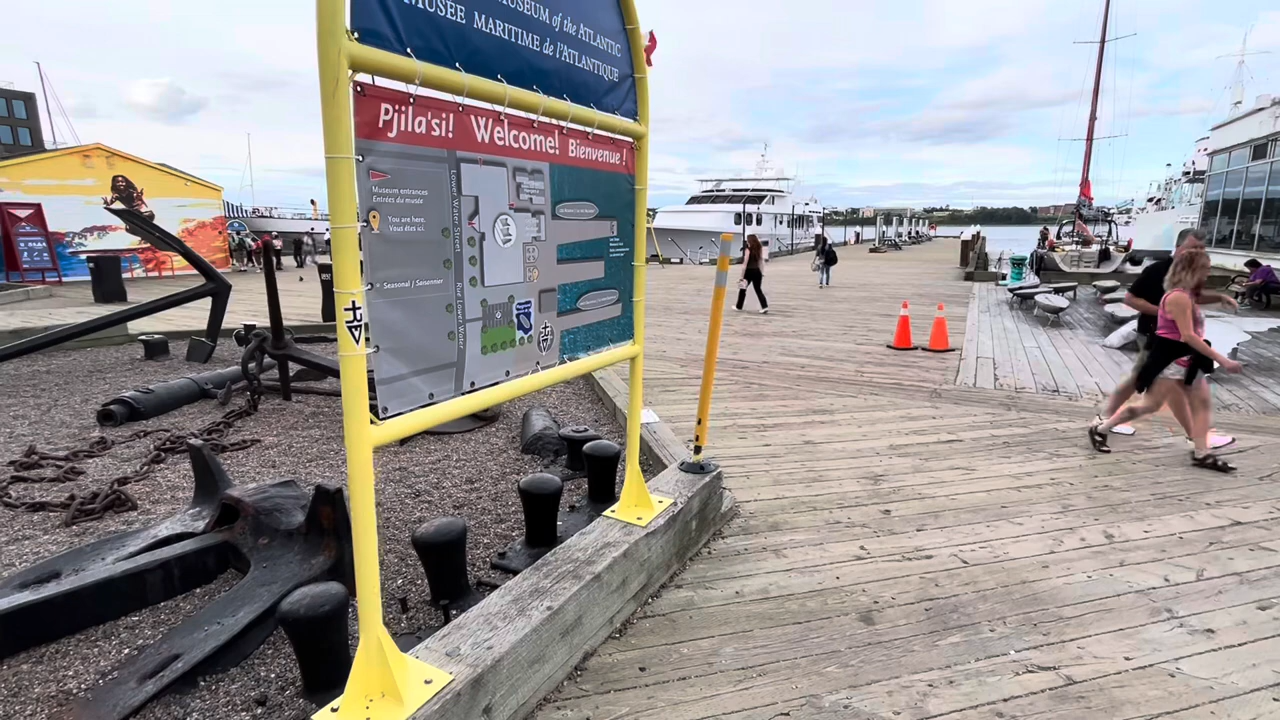 MUSEUM of the ATLANTIC
MUSÉE MARITIME de l'ATLANTIQUE
Pjila'si! Welcome! Bienvenue!
Museum entrances
Entrées du musée
You are here.
Vous êtes ici.
Seasonal / Saisonnier
Lower Water Street
Rue Lower Water